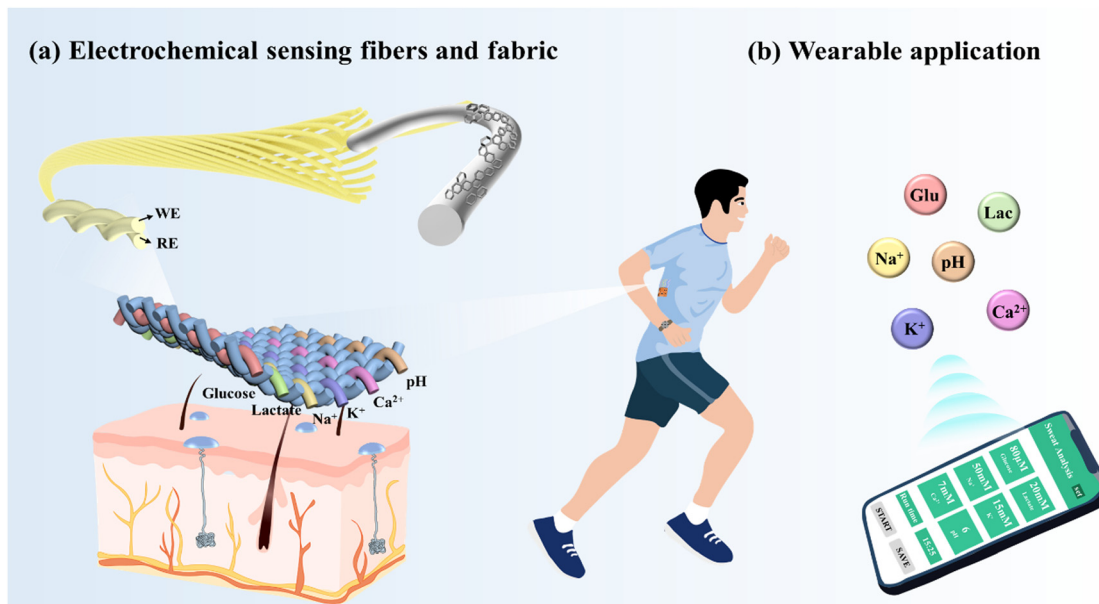 (a) Electrochemical sensing fibers and fabric
(b) Wearable application
WE
RE
Glucose
Lactate
Na⁺
K⁺
Ca²⁺
pH
Glu
Lac
Na⁺
pH
K⁺
Ca²⁺
Sweat Analysis
80μM
Glucose
20mM
Lactate
50mM
Na⁺
15mM
K⁺
7mM
Ca²⁺
6
pH
Run time
15:25
START
SAVE